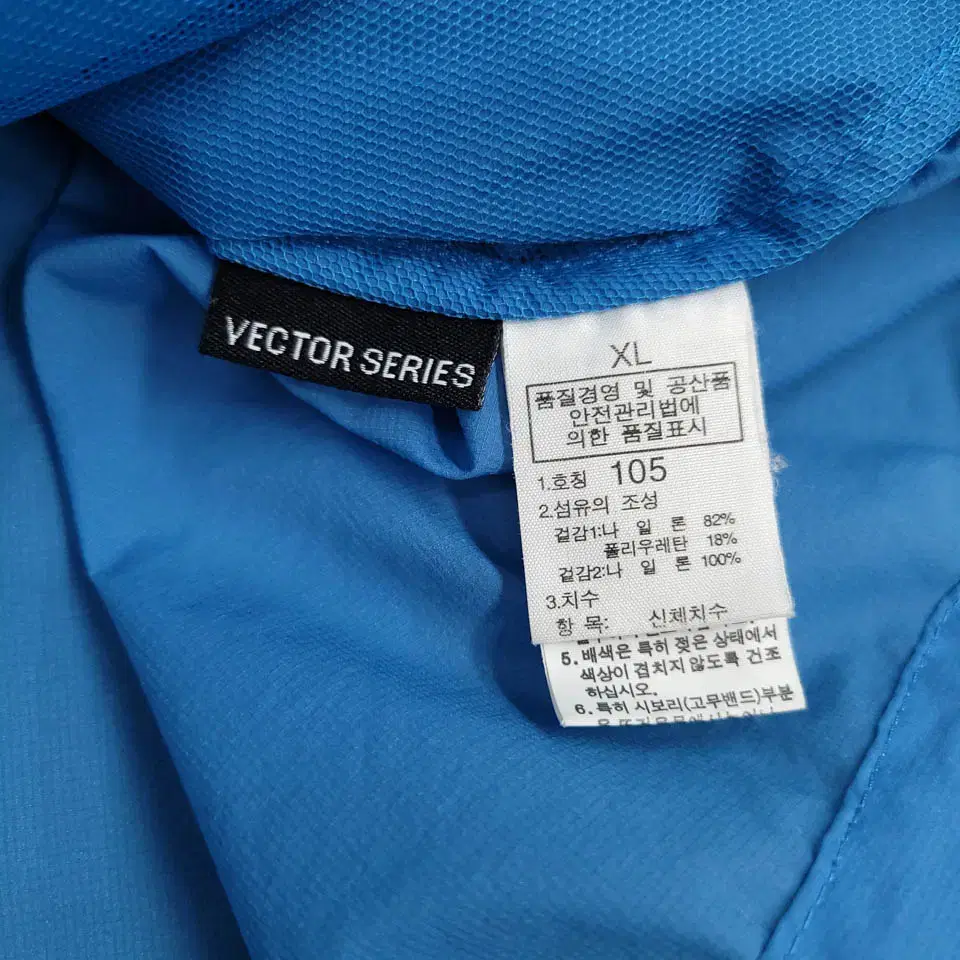 VECTOR SERIES
XL
품질경영 및 공산품
안전관리법에
의한 품질표시
1.호칭 105
2.섬유의 조성
겉감1:나 일 론 82%
폴리우레탄 18%
겉감2:나 일 론 100%
3.치수
항 목: 신체치수
5. 배색은 특히 젖은 상태에서
색상이 겹치지않도록 건조
하십시오.
6. 특히 시보리(고무밴드)부분